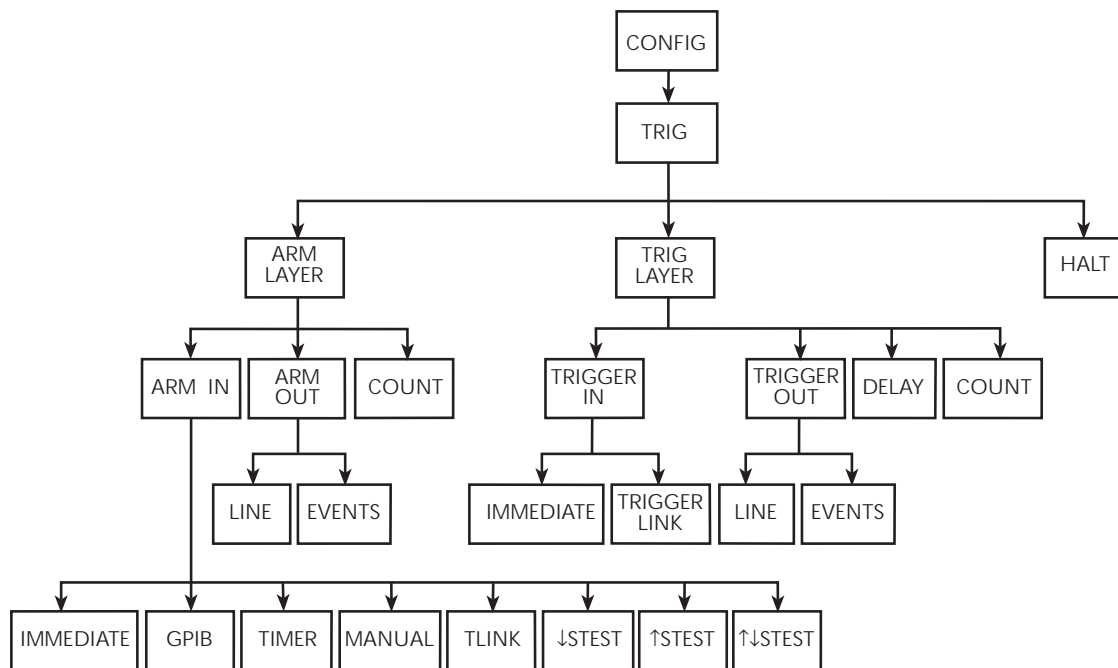 CONFIG
TRIG
ARM
LAYER
TRIG
LAYER
HALT
ARM IN
ARM
OUT
COUNT
TRIGGER
IN
TRIGGER
OUT
DELAY
COUNT
LINE
EVENTS
IMMEDIATE
TRIGGER
LINK
LINE
EVENTS
IMMEDIATE
GPIB
TIMER
MANUAL
TLINK
↓STEST
↑STEST
↑↓STEST